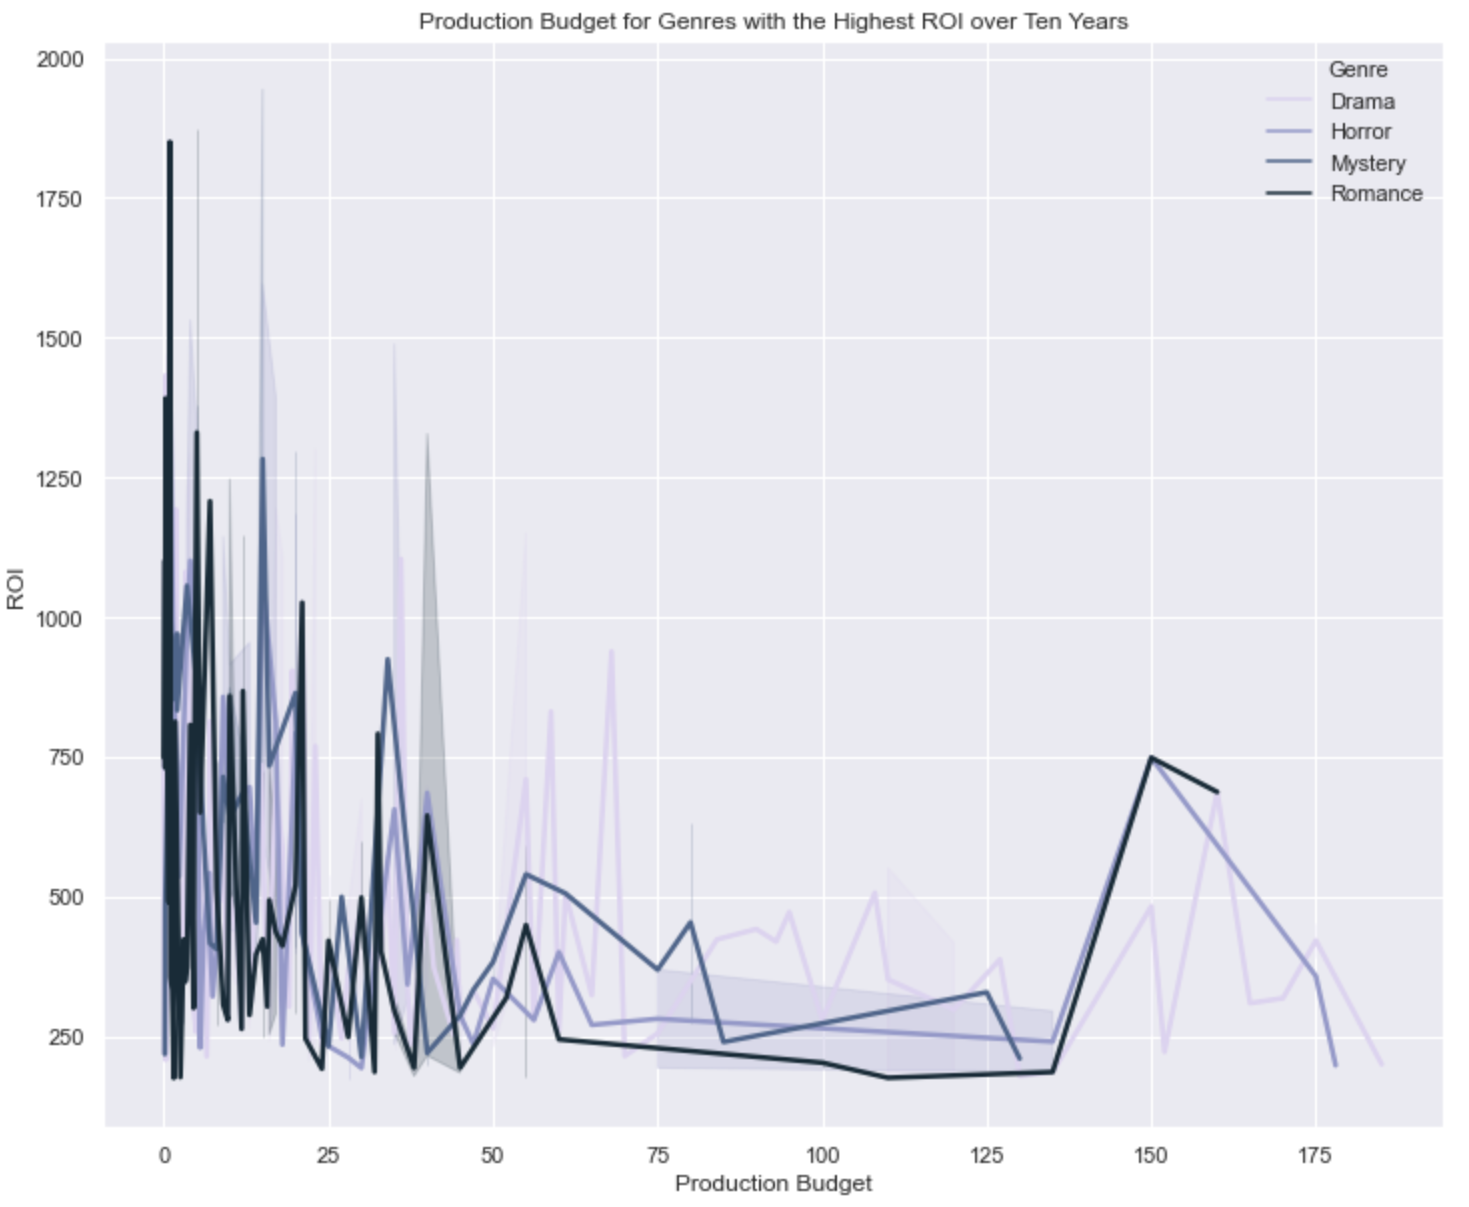 Production Budget for Genres with the Highest ROI over Ten Years
2000
1750
1500
1250
1000
750
500
250
ROI
Genre
Drama
Horror
Mystery
Romance
0 25 50 75 100 125 150 175
Production Budget